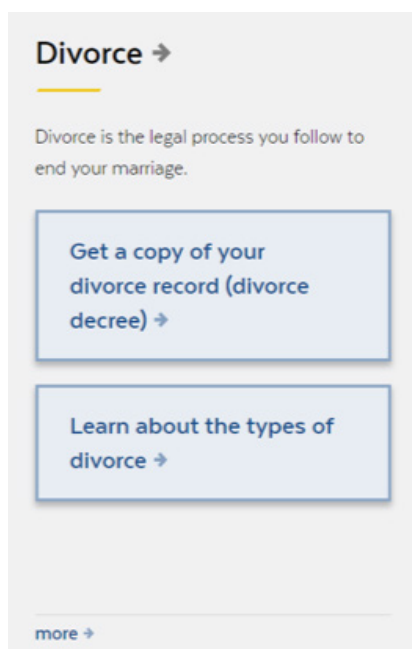 Divorce →
Divorce is the legal process you follow to
end your marriage.
Get a copy of your
divorce record (divorce
decree) →
Learn about the types of
divorce →
more →